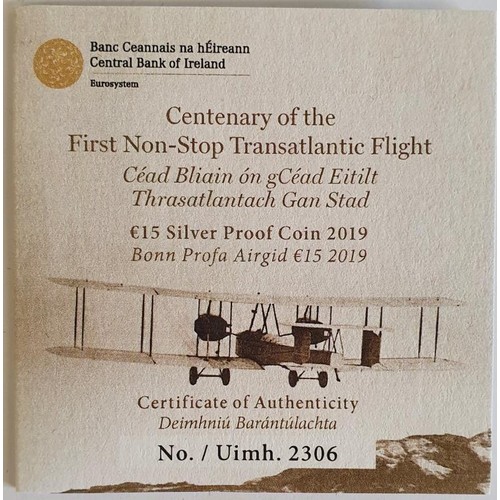 Banc Ceannais na hÉireann
Central Bank of Ireland
Eurosystem
Centenary of the
First Non-Stop Transatlantic Flight
Céad Bliain ón gCéad Eitilt
Thrasatlantach Gan Stad
€15 Silver Proof Coin 2019
Bonn Profa Airgid €15 2019
Certificate of Authenticity
Deimhniú Barántúlachta
No. / Uimh. 2306